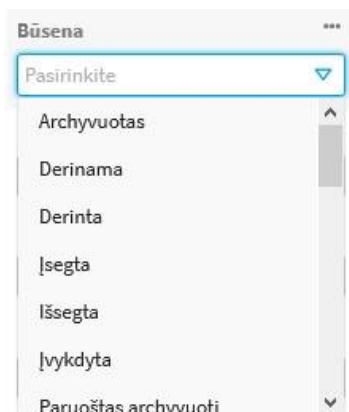 Būsena
Pasirinkite
Archyvuotas
Derinama
Derinta
Įsegta
Išsegta
Įvykdyta
Paruoštas archyvuoti